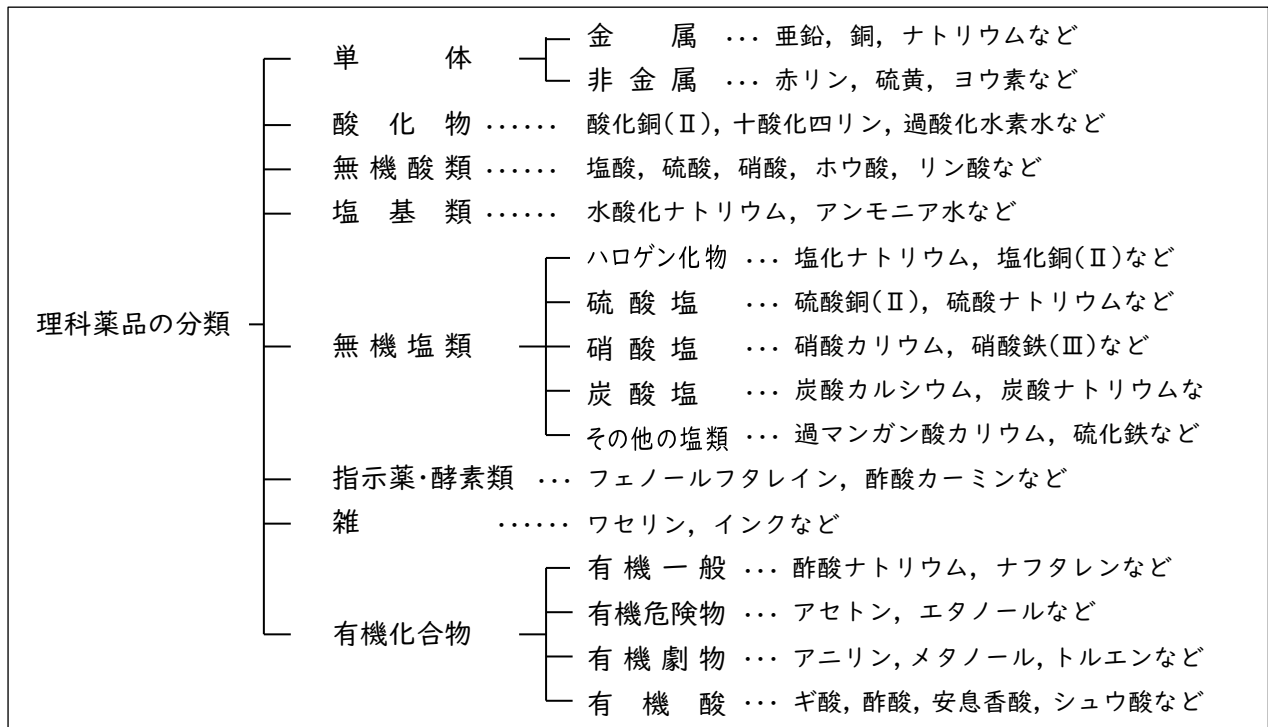 単体
金属 … 亜鉛，銅，ナトリウムなど
非金属 … 赤リン，硫黄，ヨウ素など
酸化物 …… 酸化銅(Ⅱ)，十酸化四リン，過酸化水素水など
無機酸類 …… 塩酸，硫酸，硝酸，ホウ酸，リン酸など
塩基類 …… 水酸化ナトリウム，アンモニア水など
理科薬品の分類
無機塩類
ハロゲン化物 … 塩化ナトリウム，塩化銅(Ⅱ)など
硫酸塩 … 硫酸銅(Ⅱ)，硫酸ナトリウムなど
硝酸塩 … 硝酸カリウム，硝酸鉄(Ⅲ)など
炭酸塩 … 炭酸カルシウム，炭酸ナトリウムな
その他の塩類 … 過マンガン酸カリウム，硫化鉄など
指示薬・酵素類 … フェノールフタレイン，酢酸カーミンなど
雑 …… ワセリン，インクなど
有機化合物
有機一般 … 酢酸ナトリウム，ナフタレンなど
有機危険物 … アセトン，エタノールなど
有機劇物 … アニリン，メタノール，トルエンなど
有機酸 … ギ酸，酢酸，安息香酸，シュウ酸など